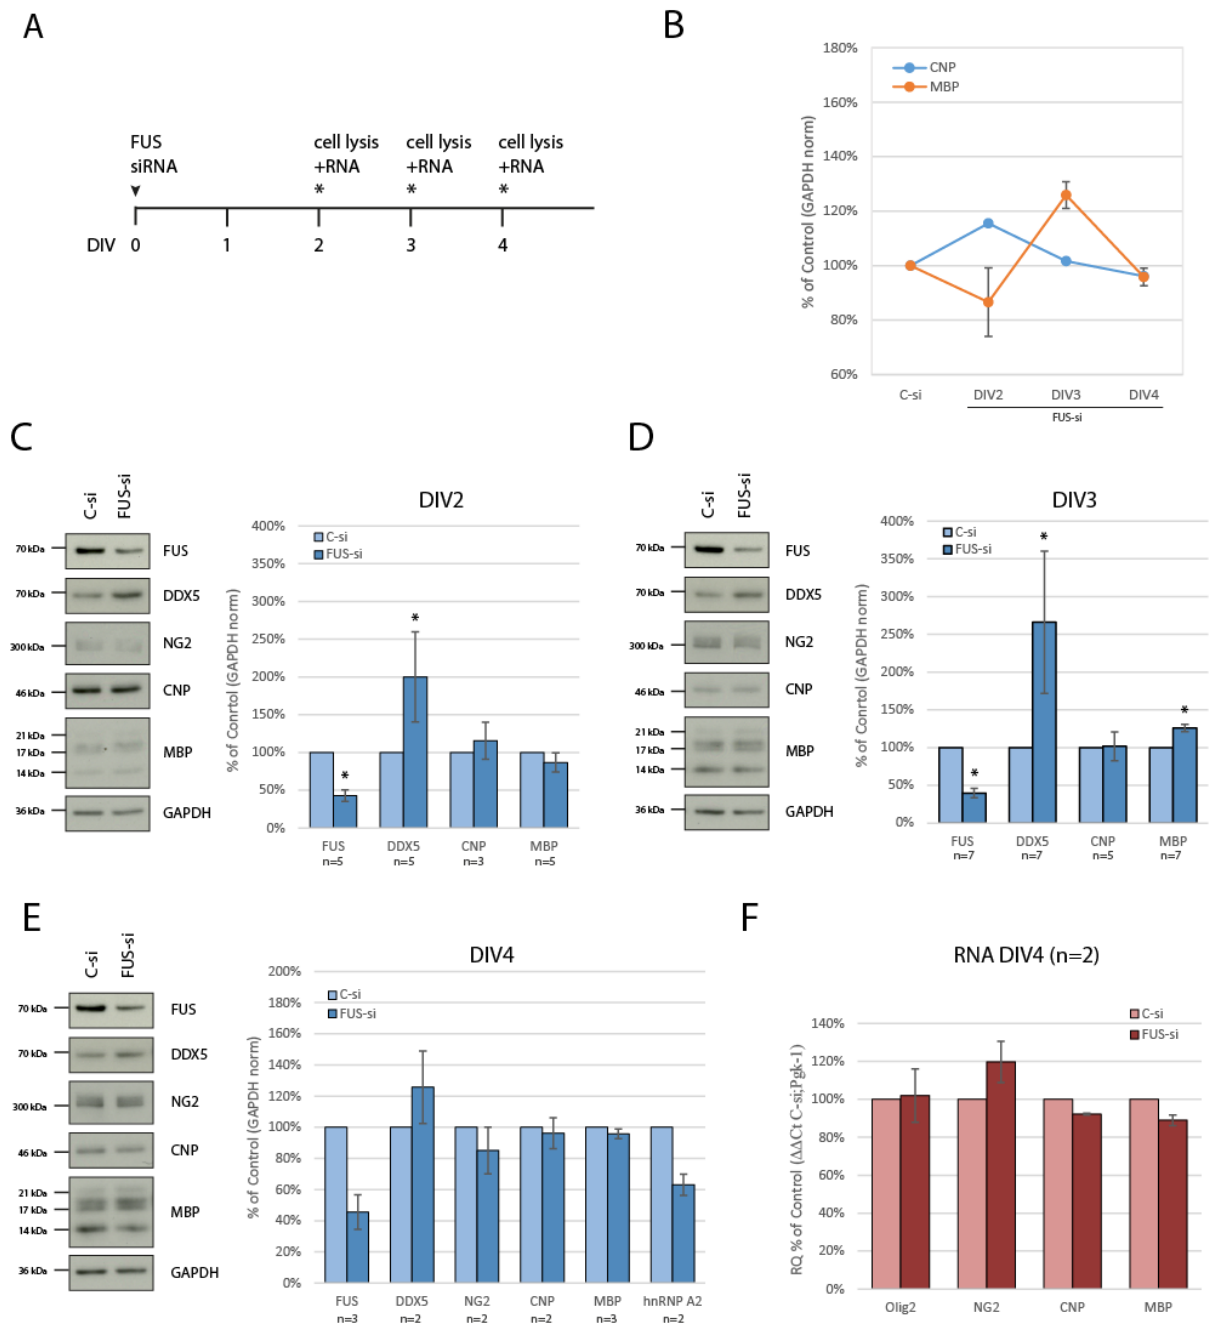 A
FUS
siRNA
cell lysis
+RNA
*
cell lysis
+RNA
*
cell lysis
+RNA
*
DIV 0 1 2 3 4
B
180%
160%
140%
120%
100%
80%
60%
% of Control (GAPDH norm)
CNP
MBP
C-si DIV2 DIV3 DIV4
FUS-si
C
C-si
FUS-si
70 kDa FUS
70 kDa DDX5
300 kDa NG2
46 kDa CNP
21 kDa
17 kDa MBP
14 kDa
36 kDa GAPDH
DIV2
% of Conrtol (GAPDH norm)
400%
350%
300%
250%
200%
150%
100%
50%
0%
C-si
FUS-si
*
*
FUS DDX5 CNP MBP
n=5 n=5 n=3 n=5
D
C-si
FUS-si
70 kDa FUS
70 kDa DDX5
300 kDa NG2
46 kDa CNP
21 kDa
17 kDa MBP
14 kDa
36 kDa GAPDH
DIV3
% of Conrtol (GAPDH norm)
400%
350%
300%
250%
200%
150%
100%
50%
0%
C-si
FUS-si
*
*
*
FUS DDX5 CNP MBP
n=7 n=7 n=5 n=7
E
C-si
FUS-si
70 kDa FUS
70 kDa DDX5
300 kDa NG2
46 kDa CNP
21 kDa
17 kDa MBP
14 kDa
36 kDa GAPDH
DIV4
% of Control (GAPDH norm)
200%
180%
160%
140%
120%
100%
80%
60%
40%
20%
0%
C-si
FUS-si
FUS DDX5 NG2 CNP MBP hnRNP A2
n=3 n=2 n=2 n=2 n=3 n=2
F
RNA DIV4 (n=2)
C-si
FUS-si
RQ % of Control (ΔΔCt C-si;Pgk-1)
140%
120%
100%
80%
60%
40%
20%
0%
Olig2 NG2 CNP MBP